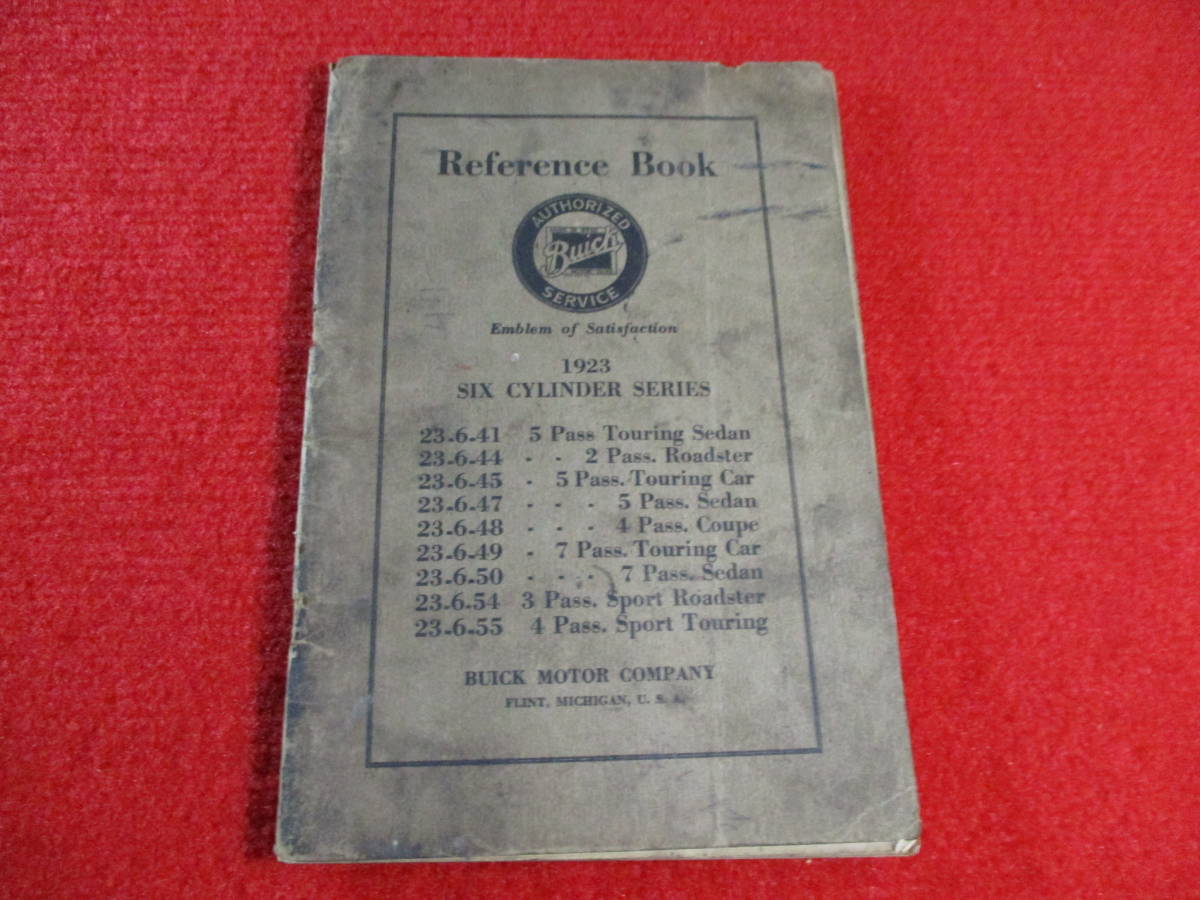 Reference Book
AUTHORIZED
Buick
SERVICE
Emblem of Satisfaction
1923
SIX CYLINDER SERIES
23-6-41 5 Pass Touring Sedan
23-6-44 - - 2 Pass. Roadster
23-6-45 - 5 Pass. Touring Car
23-6-47 - - - 5 Pass. Sedan
23-6-48 - - - 4 Pass. Coupe
23-6-49 - 7 Pass. Touring Car
23-6-50 - - - 7 Pass. Sedan
23-6-54 3 Pass. Sport Roadster
23-6-55 4 Pass. Sport Touring
BUICK MOTOR COMPANY
FLINT, MICHIGAN, U. S. A.